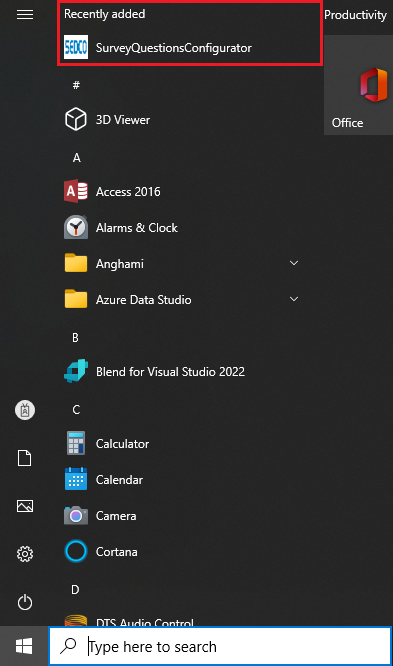 Recently added
Productivity
SEDCO
SurveyQuestionsConfigurator
#
3D Viewer
Office
A
Access 2016
Alarms & Clock
Anghami
Azure Data Studio
B
Blend for Visual Studio 2022
C
Calculator
Calendar
Camera
Cortana
D
DTS Audio Control
Type here to search